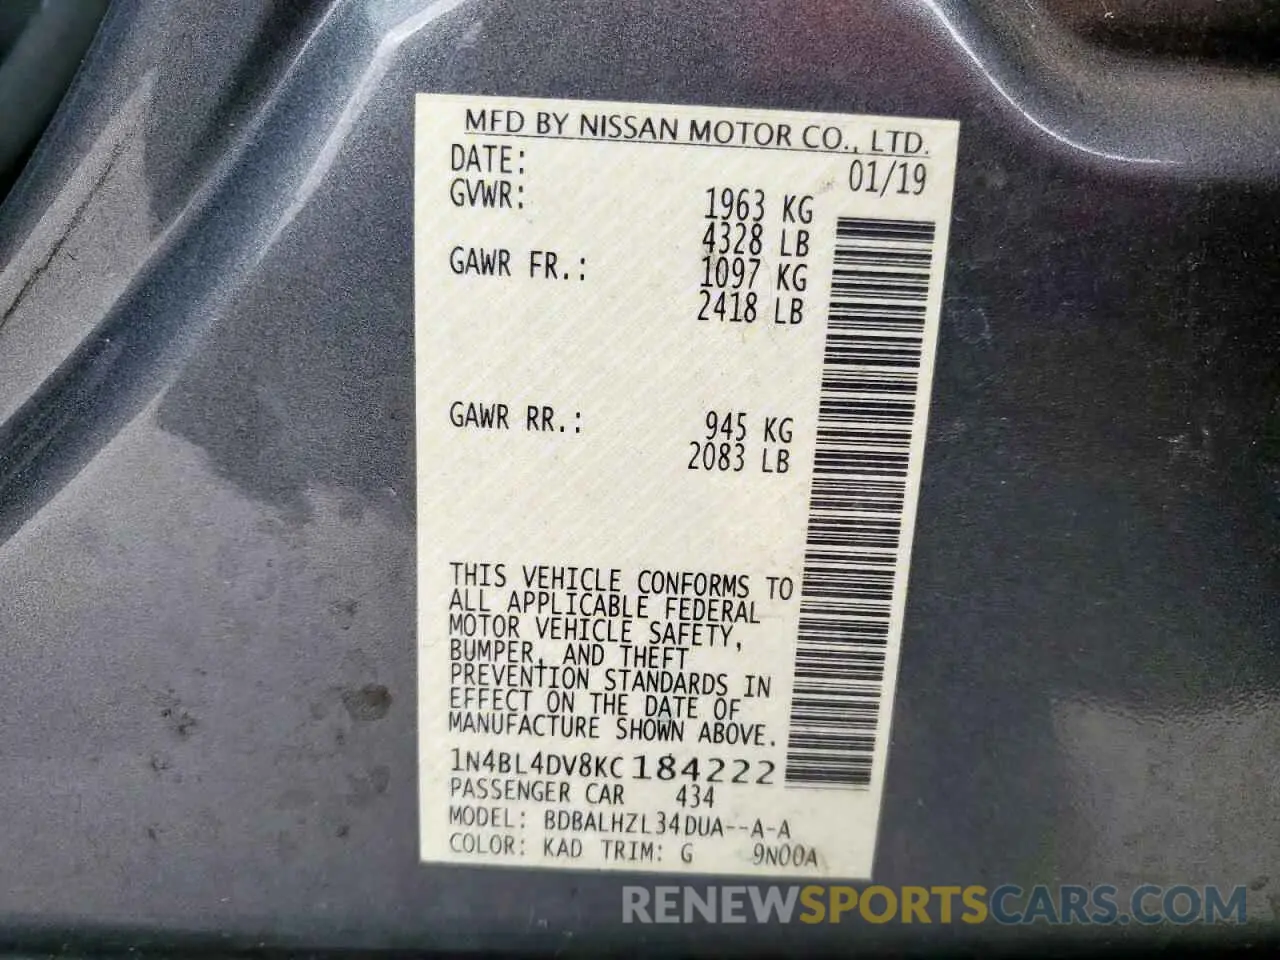 MFD BY NISSAN MOTOR CO., LTD.
DATE: 01/19
GVWR: 1963 KG
4328 LB
GAWR FR.: 1097 KG
2418 LB
GAWR RR.: 945 KG
2083 LB
THIS VEHICLE CONFORMS TO
ALL APPLICABLE FEDERAL
MOTOR VEHICLE SAFETY,
BUMPER, AND THEFT
PREVENTION STANDARDS IN
EFFECT ON THE DATE OF
MANUFACTURE SHOWN ABOVE.
1N4BL4DV8KC184222
PASSENGER CAR 434
MODEL: BDBALHZL34DUA--A-A
COLOR: KAD TRIM: G 9N00A
RENEWSPORTSCARS.COM